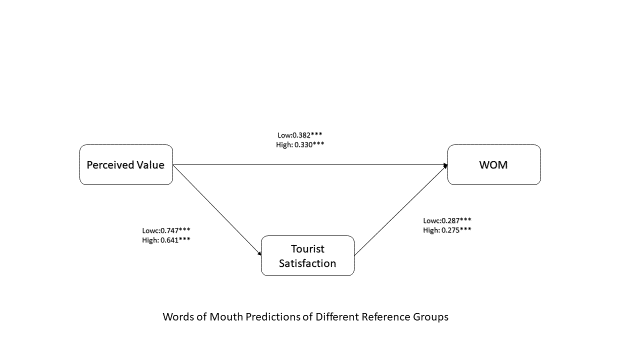 Low:0.382***
High: 0.330***
Perceived Value
WOM
Lowc:0.747***
High: 0.641***
Lowc:0.287***
High: 0.275***
Tourist
Satisfaction
Words of Mouth Predictions of Different Reference Groups